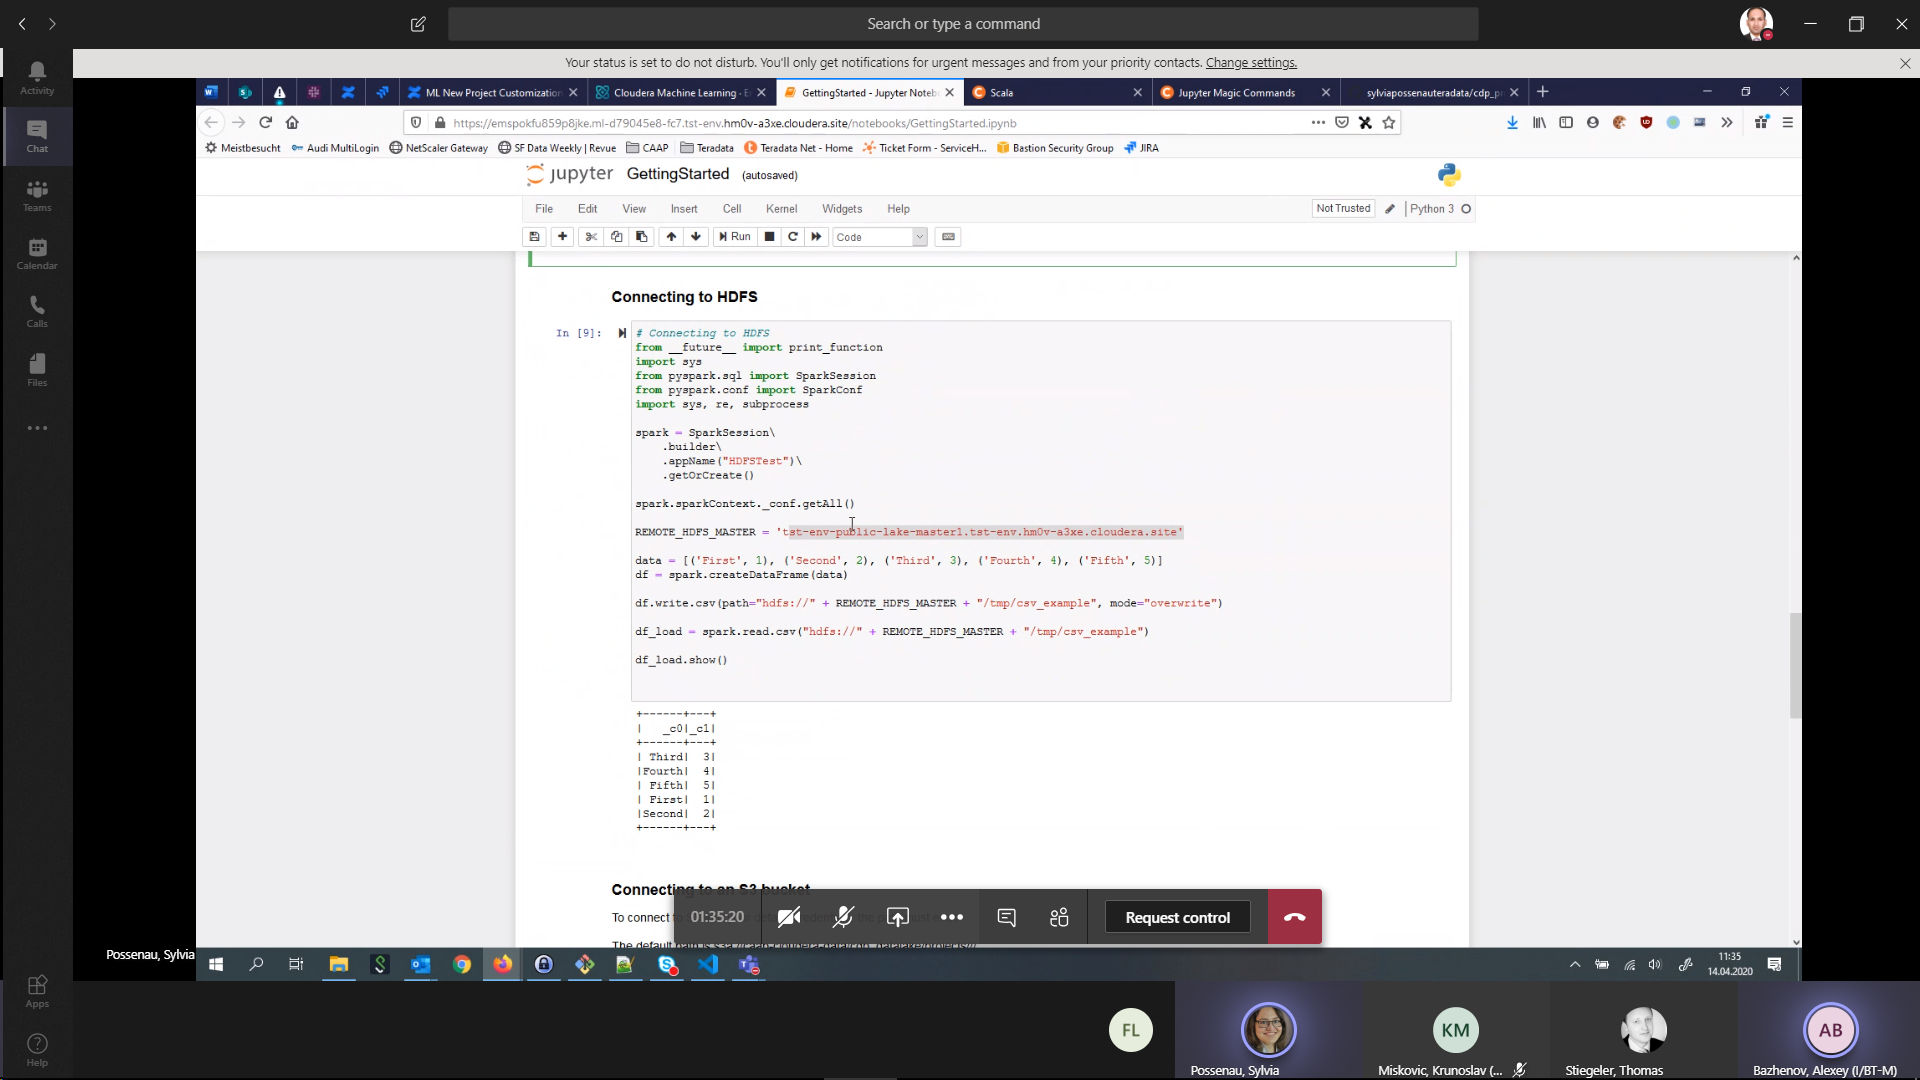 Search or type a command
Your status is set to do not disturb. You'll only get notifications for urgent messages and from your priority contacts. Change settings.
Activity
Chat
Teams
Calendar
Calls
Files
Apps
Help
ML New Project Customization
Cloudera Machine Learning - E
GettingStarted - Jupyter Noteb
Scala
Jupyter Magic Commands
sylviapossenauteradata/cdp_pr
https://emspokfu859p8jke.ml-d79045e8-fc7.tst-env.hm0v-a3xe.cloudera.site/notebooks/GettingStarted.ipynb
Meistbesucht Audi MultiLogin NetScaler Gateway SF Data Weekly | Revue CAAP Teradata Teradata Net - Home Ticket Form - ServiceH... Bastion Security Group JIRA
jupyter GettingStarted (autosaved)
File Edit View Insert Cell Kernel Widgets Help Not Trusted Python 3
Run Code
Connecting to HDFS
In [9]:
# Connecting to HDFS
from __future__ import print_function
import sys
from pyspark.sql import SparkSession
from pyspark.conf import SparkConf
import sys, re, subprocess
spark = SparkSession\
.builder\
.appName("HDFSTest")\
.getOrCreate()
spark.sparkContext._conf.getAll()
REMOTE_HDFS_MASTER = 'tst-env-public-lake-master1.tst-env.hm0v-a3xe.cloudera.site'
data = [('First', 1), ('Second', 2), ('Third', 3), ('Fourth', 4), ('Fifth', 5)]
df = spark.createDataFrame(data)
df.write.csv(path="hdfs://" + REMOTE_HDFS_MASTER + "/tmp/csv_example", mode="overwrite")
df_load = spark.read.csv("hdfs://" + REMOTE_HDFS_MASTER + "/tmp/csv_example")
df_load.show()
+------+---+
|   _c0|_c1|
+------+---+
| Third|  3|
|Fourth|  4|
| Fifth|  5|
| First|  1|
|Second|  2|
+------+---+
Connecting to an S3 bucket
To connect to
01:35:20
Request control
Possenau, Sylvia
11:35
14.04.2020
FL
KM
AB
Possenau, Sylvia
Miskovic, Krunoslav (...
Stiegeler, Thomas
Bazhenov, Alexey (I/BT-M)